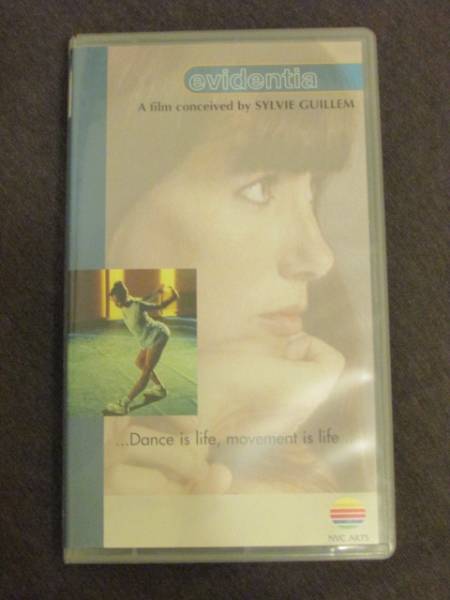 evidentia
A film conceived by SYLVIE GUILLEM
...Dance is life, movement is life
NVC ARTS